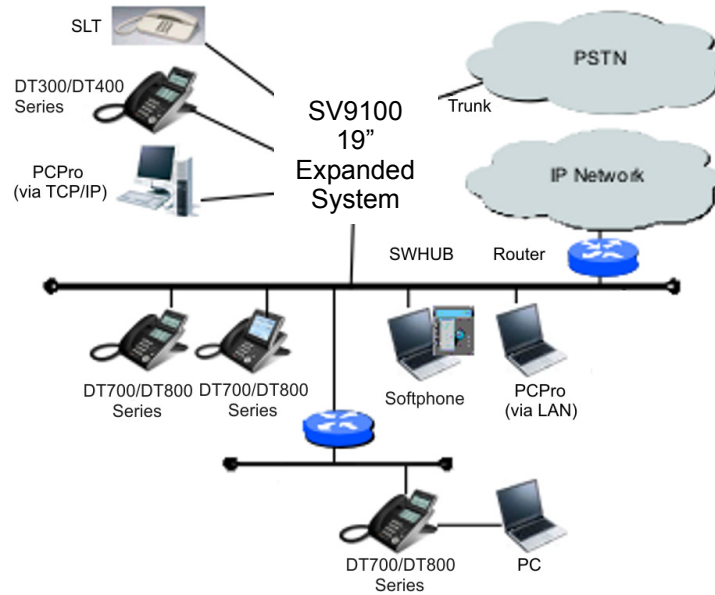 SLT
PSTN
DT300/DT400
Series
Trunk
SV9100
19”
Expanded
System
PCPro
(via TCP/IP)
IP Network
SWHUB
Router
DT700/DT800
Series
DT700/DT800
Series
Softphone
PCPro
(via LAN)
DT700/DT800
Series
PC